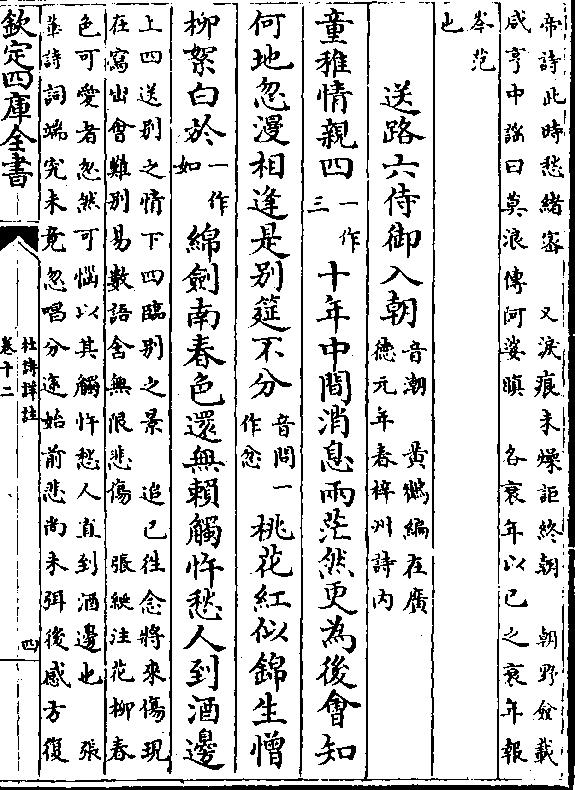 帝詩此時愁緒審　又淚痕未燥詎終朝　朝野僉載
咸亨中謠曰莫浪傳阿婆瞋　各衰年以已之衰年報
岑范
也
送路六侍御入朝
音潮　黄鶴編在廣
德元年春梓州詩内
童稚情親四一作三十年中間消息兩茫然更為後會知
何地忽漫相逢是别筵不分音問一作忿桃花紅似錦生憎
柳絮白於一作如綿劍南春色還無賴觸忤愁人到酒邊
上四送别之情下四臨别之景　追已徃念將來傷現
在寫出會難别易數語含無限悲傷　張綖注花柳春
色可愛者忽然可惱以其觸忤愁人直到酒邊也　張
詩詞端究未竟忽唱分途始前悲尚未弭後感方復
欽定四庫全書
杜詩詳註
卷十二
四